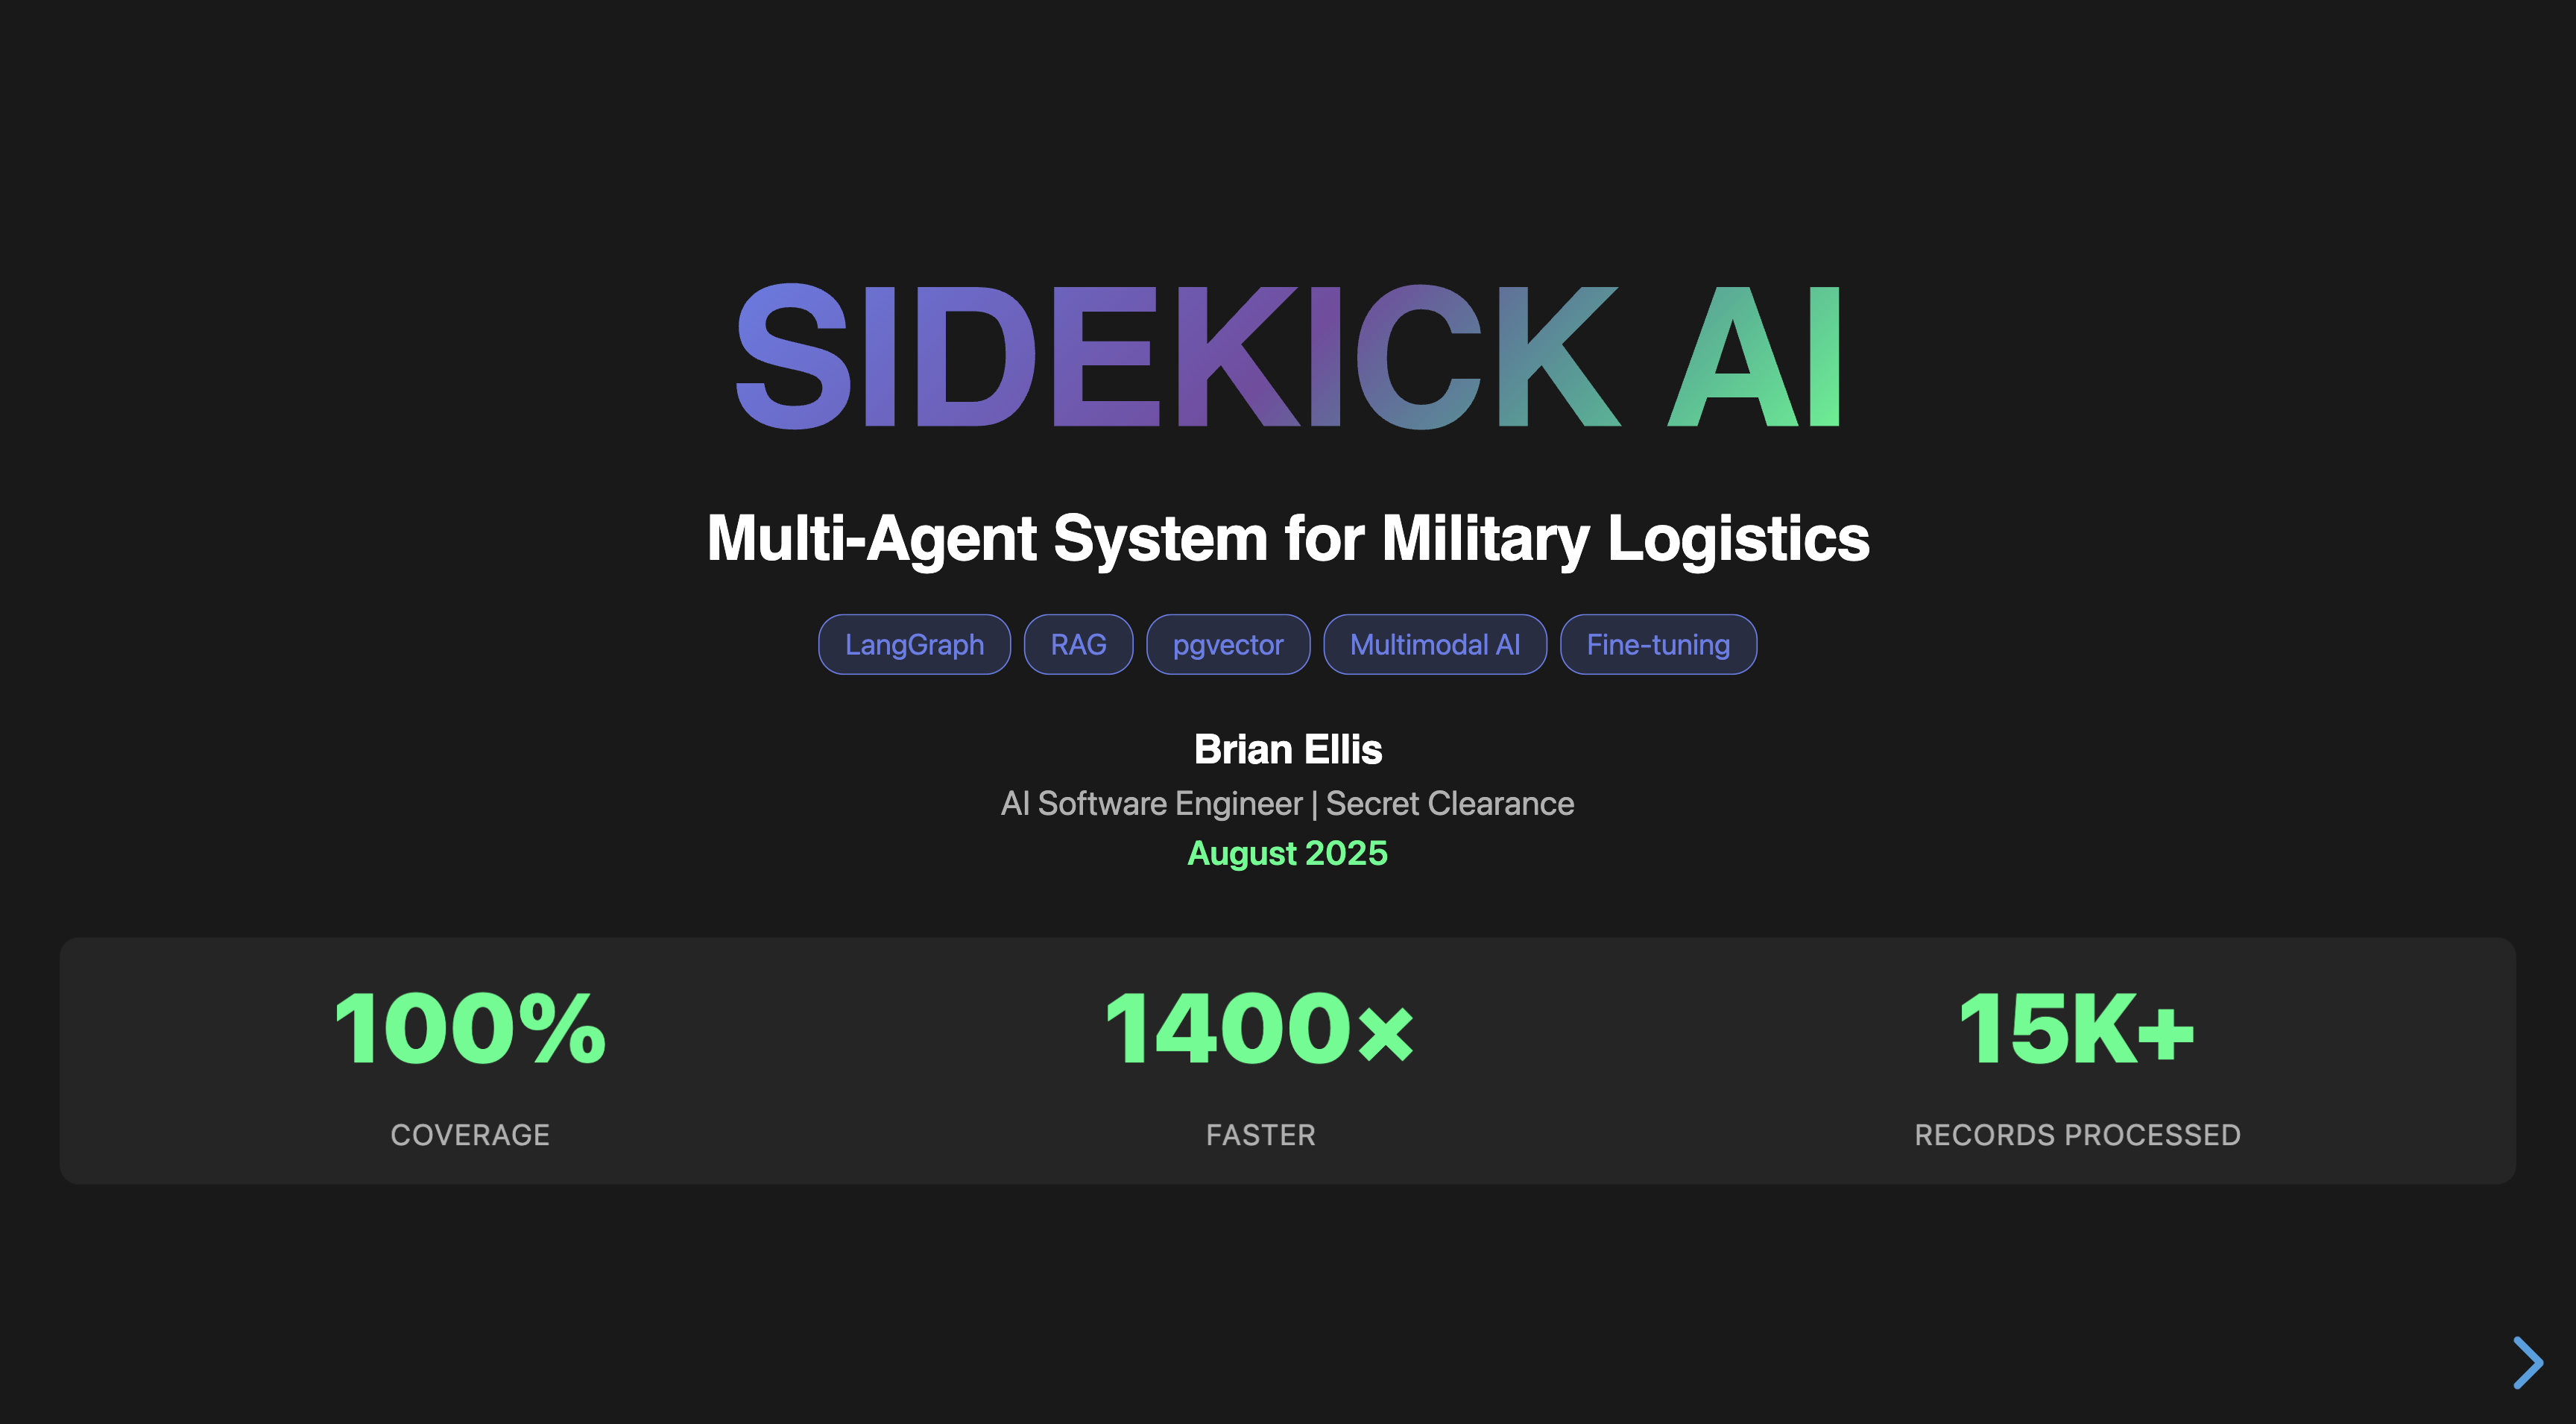 SIDEKICK AI
Multi-Agent System for Military Logistics
LangGraph RAG pgvector Multimodal AI Fine-tuning
Brian Ellis
AI Software Engineer | Secret Clearance
August 2025
100% 1400× 15K+
COVERAGE FASTER RECORDS PROCESSED